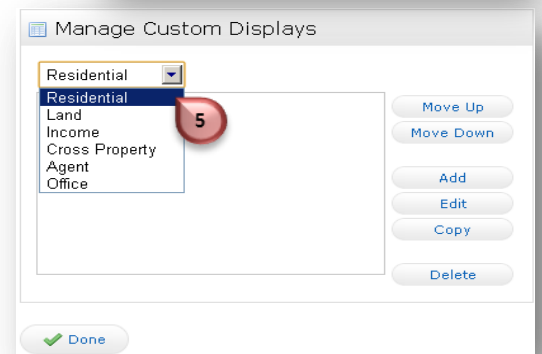 Manage Custom Displays
Residential
Residential
Land
Income
Cross Property
Agent
Office
5
Move Up
Move Down
Add
Edit
Copy
Delete
Done